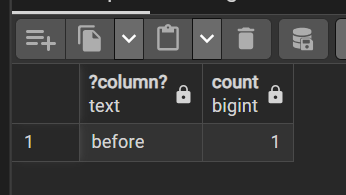 ?column? count
text bigint
1 before 1